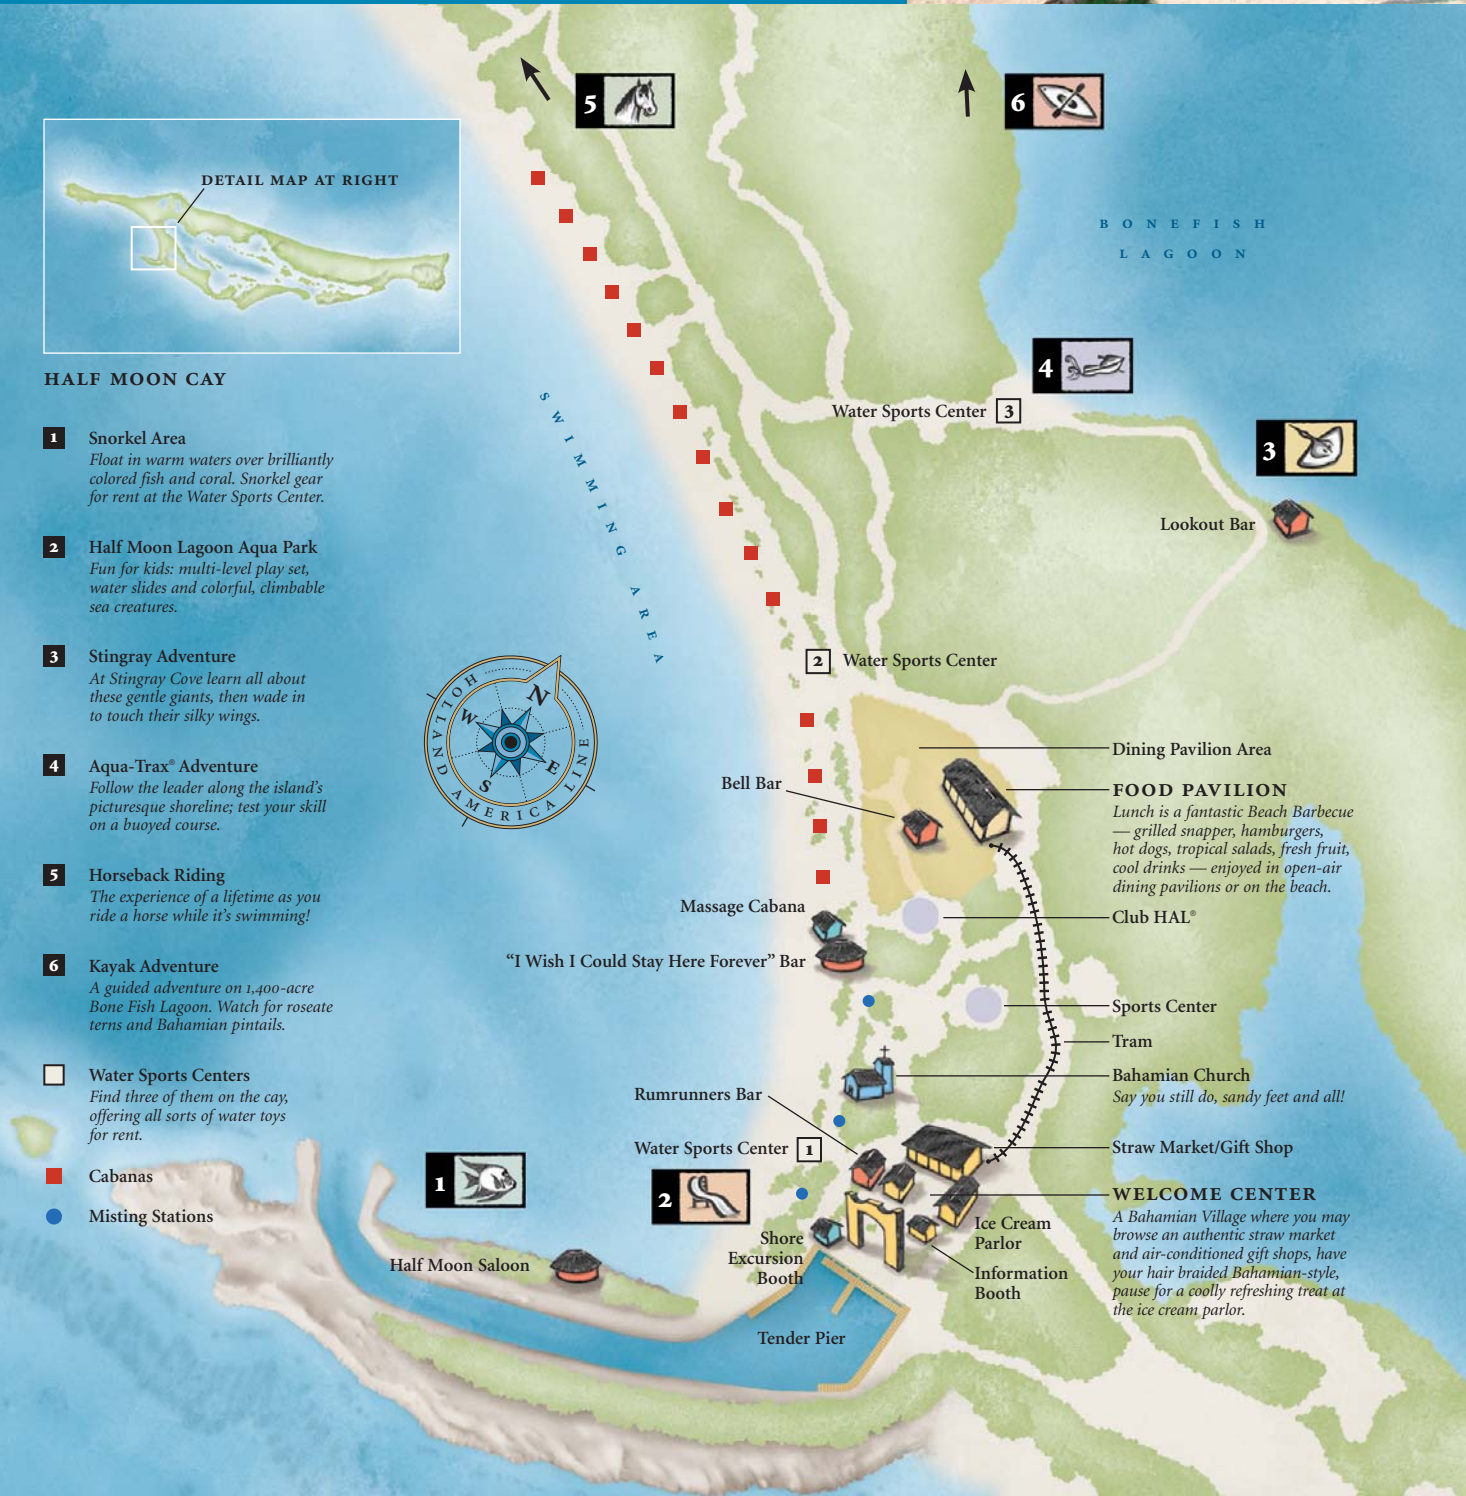 DETAIL MAP AT RIGHT
HALF MOON CAY
1
Snorkel Area
Float in warm waters over brilliantly
colored fish and coral. Snorkel gear
for rent at the Water Sports Center.
2
Half Moon Lagoon Aqua Park
Fun for kids: multi-level play set,
water slides and colorful, climbable
sea creatures.
3
Stingray Adventure
At Stingray Cove learn all about
these gentle giants, then wade in
to touch their silky wings.
4
Aqua-Trax® Adventure
Follow the leader along the island's
picturesque shoreline; test your skill
on a buoyed course.
5
Horseback Riding
The experience of a lifetime as you
ride a horse while it's swimming!
6
Kayak Adventure
A guided adventure on 1,400-acre
Bone Fish Lagoon. Watch for roseate
terns and Bahamian pintails.
Water Sports Centers
Find three of them on the cay,
offering all sorts of water toys
for rent.
Cabanas
Misting Stations
5
6
BONEFISH
LAGOON
4
Water Sports Center 3
3
Lookout Bar
SWIMMING AREA
2 Water Sports Center
HOLLAND AMERICA LINE
N
W
E
S
Dining Pavilion Area
Bell Bar
FOOD PAVILION
Lunch is a fantastic Beach Barbecue
— grilled snapper, hamburgers,
hot dogs, tropical salads, fresh fruit,
cool drinks — enjoyed in open-air
dining pavilions or on the beach.
Massage Cabana
Club HAL®
"I Wish I Could Stay Here Forever" Bar
Sports Center
Tram
Bahamian Church
Say you still do, sandy feet and all!
Rumrunners Bar
Water Sports Center 1
Straw Market/Gift Shop
1
2
WELCOME CENTER
A Bahamian Village where you may
browse an authentic straw market
and air-conditioned gift shops, have
your hair braided Bahamian-style,
pause for a coolly refreshing treat at
the ice cream parlor.
Ice Cream
Parlor
Shore
Excursion
Booth
Information
Booth
Half Moon Saloon
Tender Pier